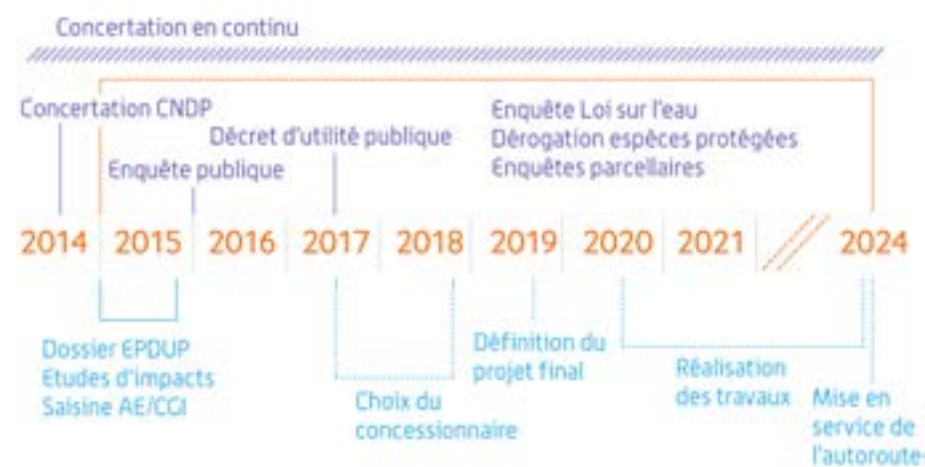 Concertation en continu
Concertation CNDP
Décret d'utilité publique
Enquête publique
Enquête Loi sur l'eau
Dérogation espèces protégées
Enquêtes parcellaires
2014 2015 2016 2017 2018 2019 2020 2021 2024
Dossier EPDUP
Etudes d'impacts
Saisine AE/CGI
Choix du
concessionnaire
Définition du
projet final
Réalisation
des travaux
Mise en
service de
l'autoroute